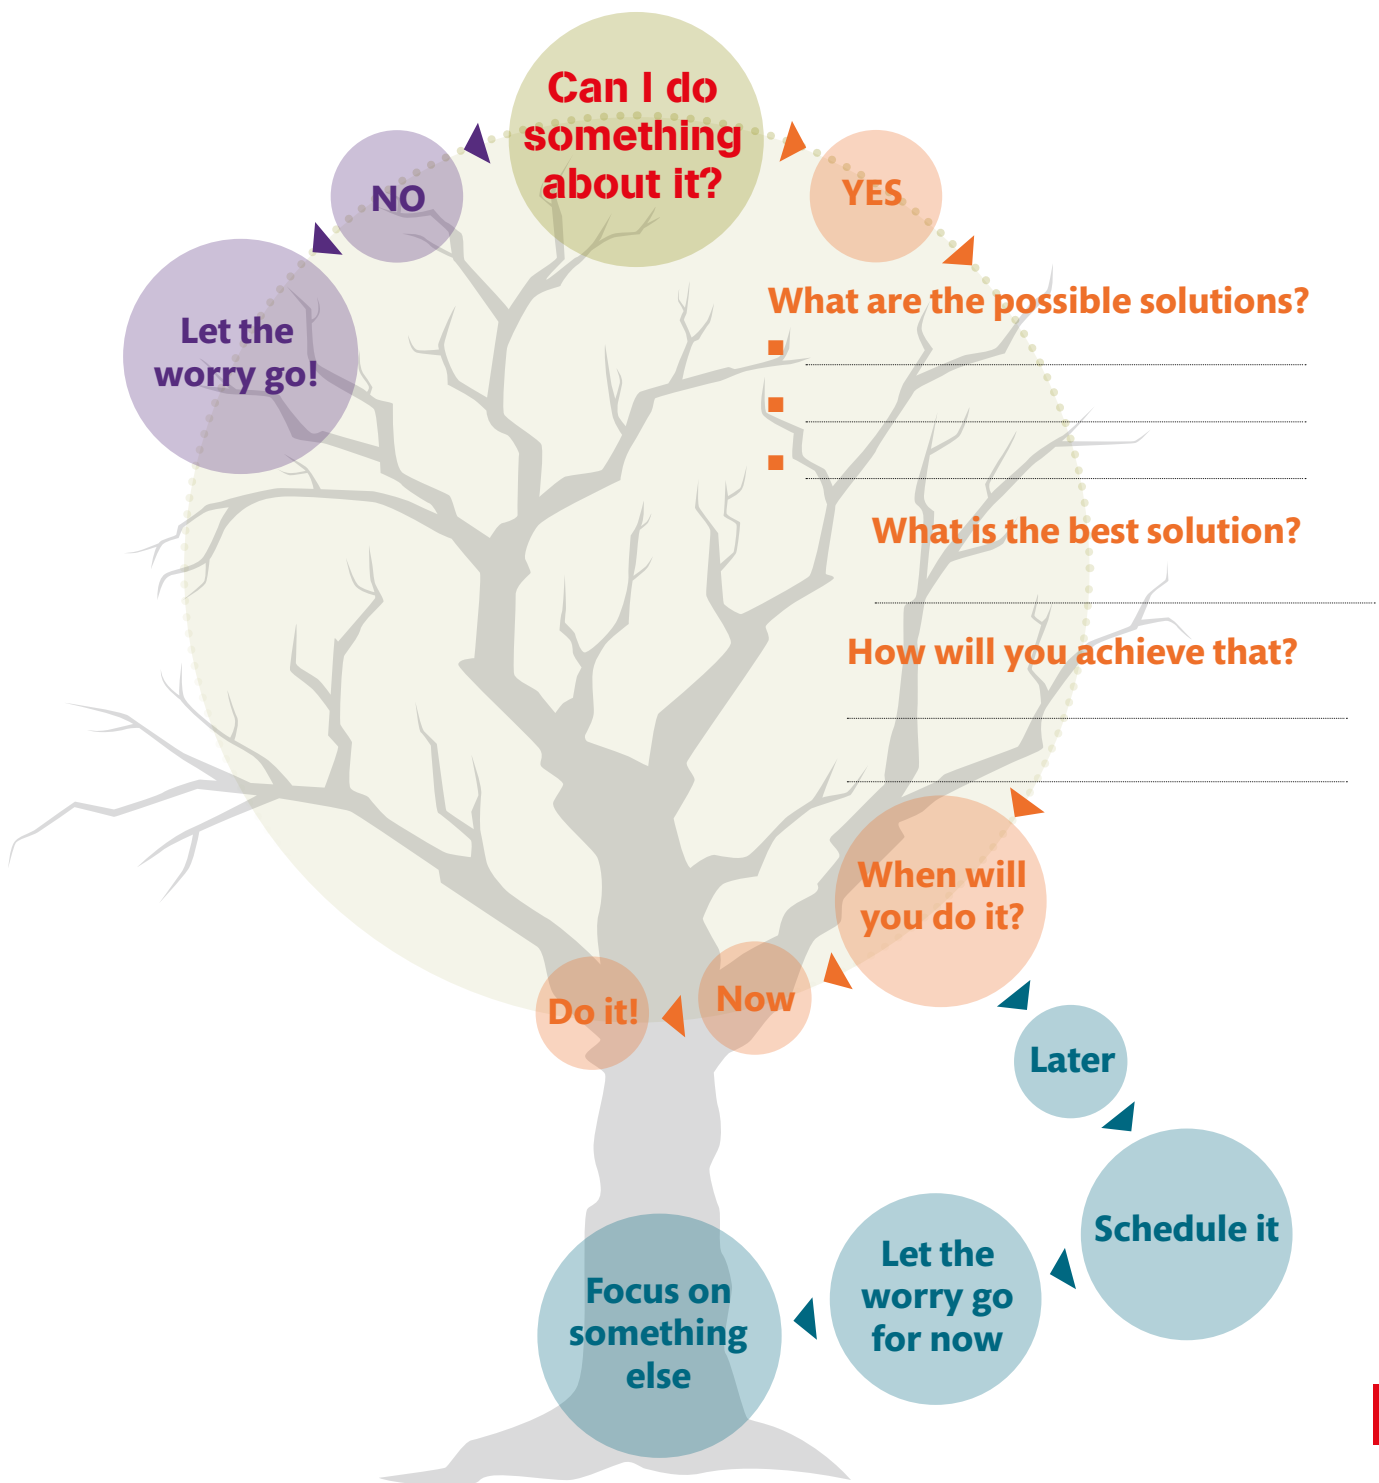 Can I do
something
about it?
NO
Let the
worry go!
YES
What are the possible solutions?
What is the best solution?
How will you achieve that?
When will
you do it?
Now
Do it!
Later
Schedule it
Let the
worry go
for now
Focus on
something
else